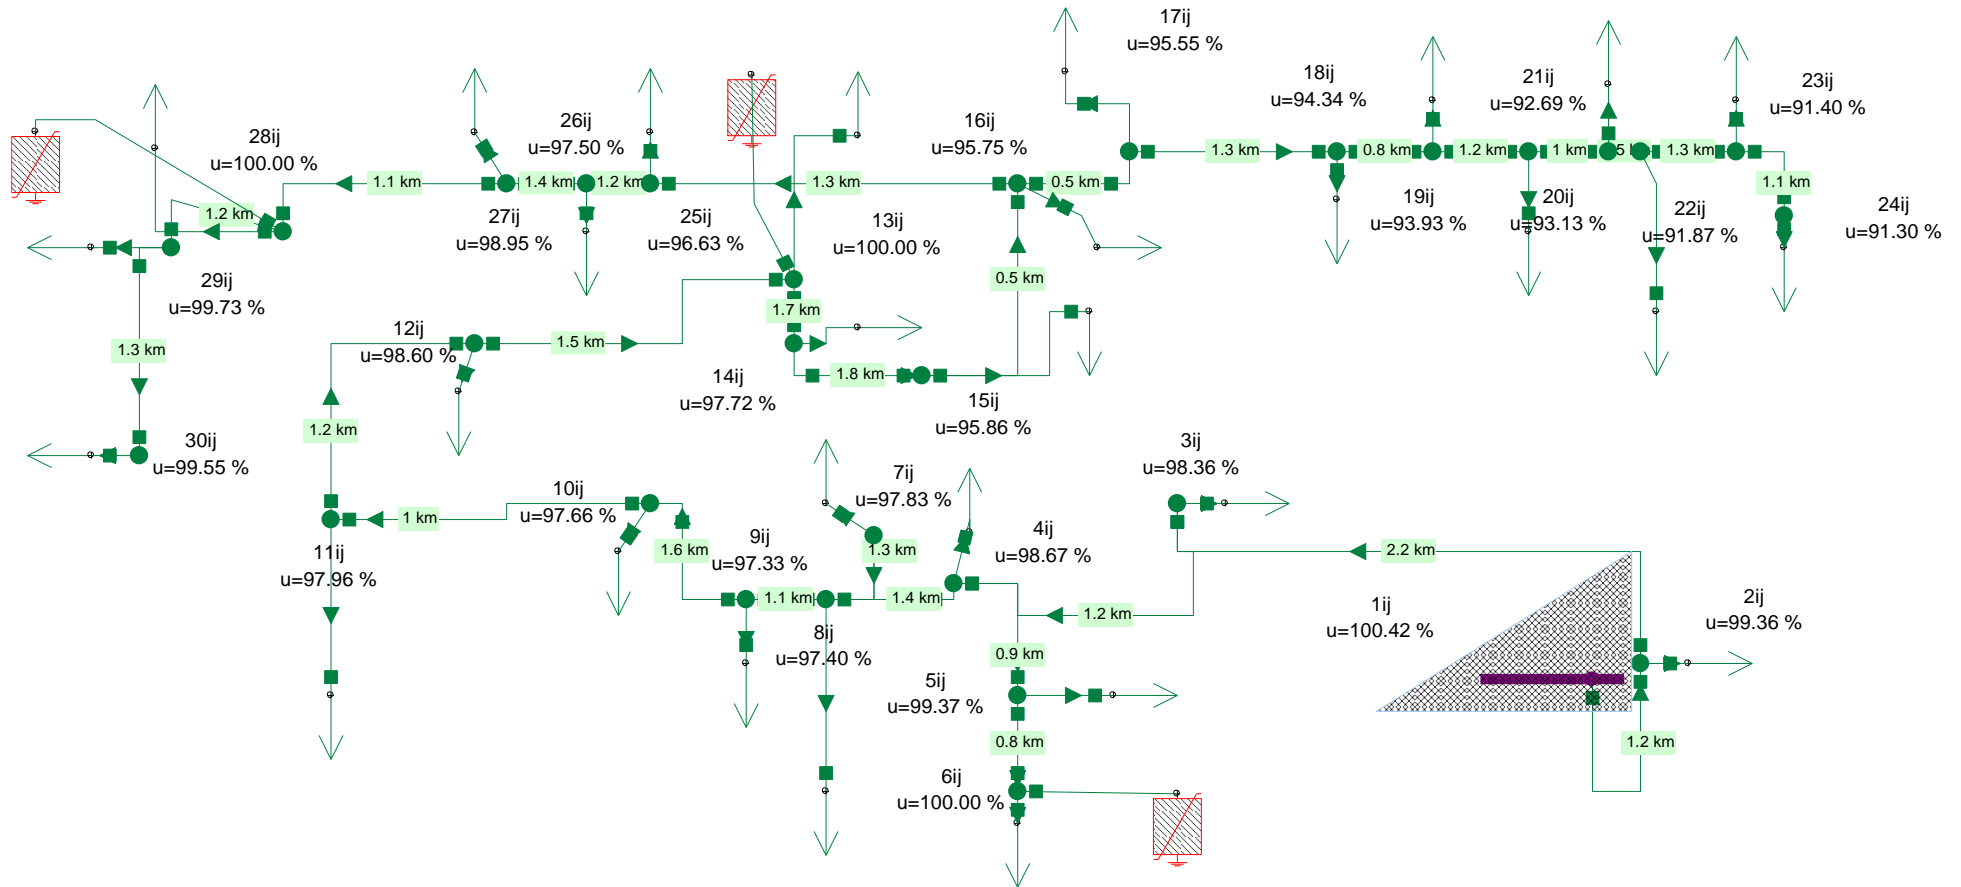 17ij
u=95.55 %
18ij
u=94.34 %
21ij
u=92.69 %
23ij
u=91.40 %
28ij
u=100.00 %
26ij
u=97.50 %
16ij
u=95.75 %
1.3 km
0.8 km
1.2 km
1 km
1.3 km
1.1 km
1.4 km
1.2 km
1.3 km
0.5 km
1.1 km
1.2 km
27ij
u=98.95 %
25ij
u=96.63 %
13ij
u=100.00 %
19ij
u=93.93 %
20ij
u=93.13 %
22ij
u=91.87 %
24ij
u=91.30 %
29ij
u=99.73 %
0.5 km
1.7 km
12ij
u=98.60 %
1.5 km
1.3 km
14ij
u=97.72 %
1.8 km
15ij
u=95.86 %
1.2 km
30ij
u=99.55 %
3ij
u=98.36 %
7ij
u=97.83 %
10ij
u=97.66 %
1 km
11ij
u=97.96 %
1.6 km
9ij
u=97.33 %
1.3 km
4ij
u=98.67 %
2.2 km
1.1 km
1.4 km
1.2 km
1ij
u=100.42 %
2ij
u=99.36 %
8ij
u=97.40 %
0.9 km
5ij
u=99.37 %
0.8 km
1.2 km
6ij
u=100.00 %